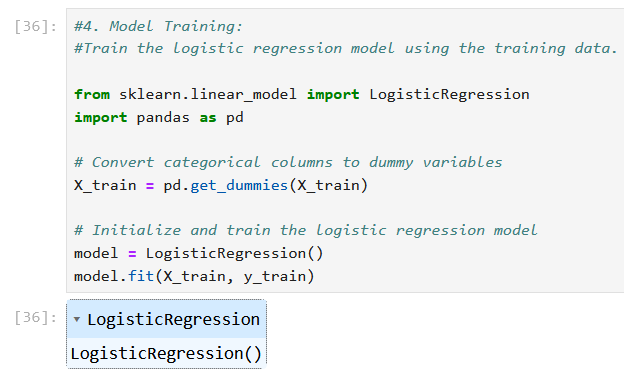 [36]: #4. Model Training:
#Train the logistic regression model using the training data.
from sklearn.linear_model import LogisticRegression
import pandas as pd
# Convert categorical columns to dummy variables
X_train = pd.get_dummies(X_train)
# Initialize and train the logistic regression model
model = LogisticRegression()
model.fit(X_train, y_train)
[36]: ▾ LogisticRegression
LogisticRegression()